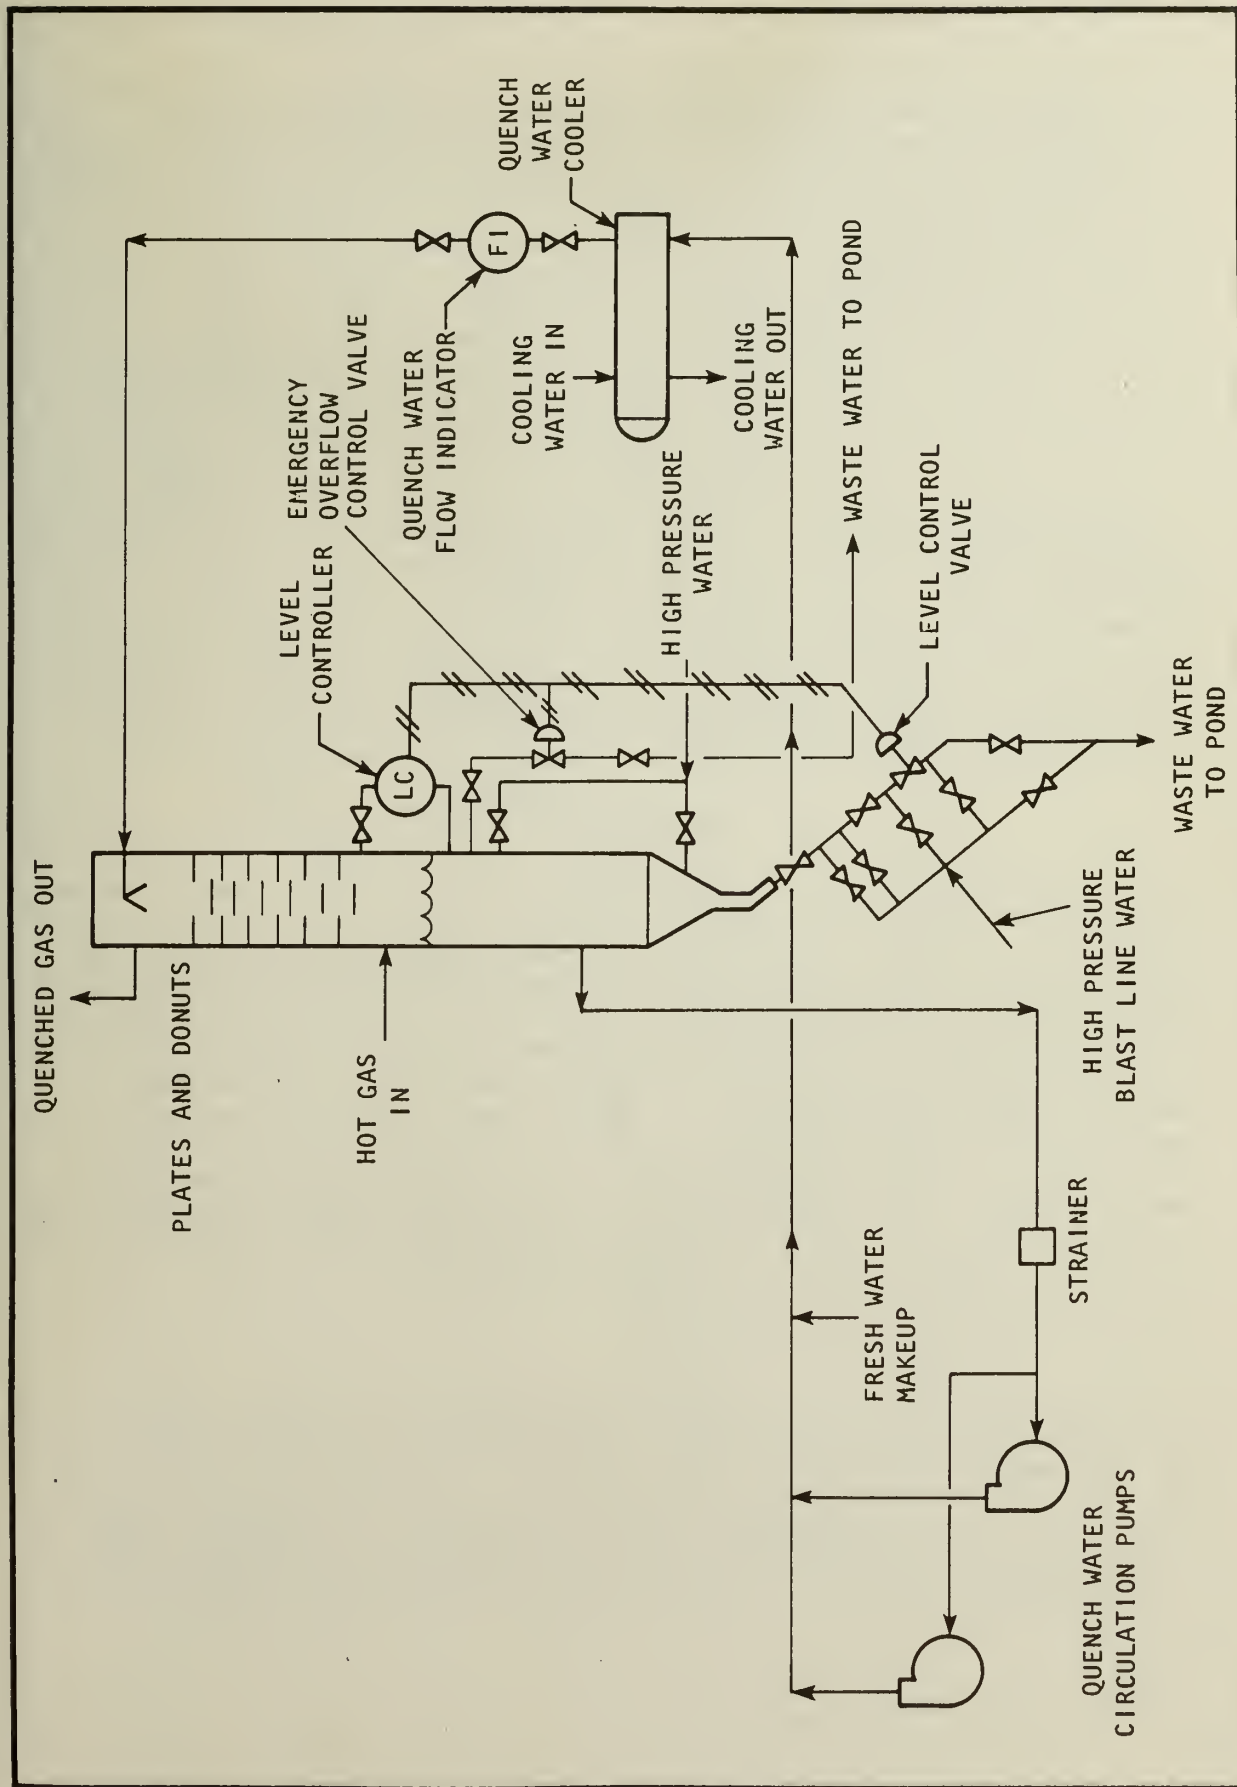 QUENCHED GAS OUT
PLATES AND DONUTS
HOT GAS
IN
LEVEL
CONTROLLER
LC
EMERGENCY
OVERFLOW
CONTROL VALVE
QUENCH WATER
FLOW INDICATOR
FI
QUENCH
WATER
COOLER
COOLING
WATER IN
COOLING
WATER OUT
HIGH PRESSURE
WATER
WASTE WATER TO POND
LEVEL CONTROL
VALVE
WASTE WATER
TO POND
HIGH PRESSURE
BLAST LINE WATER
FRESH WATER
MAKEUP
STRAINER
QUENCH WATER
CIRCULATION PUMPS